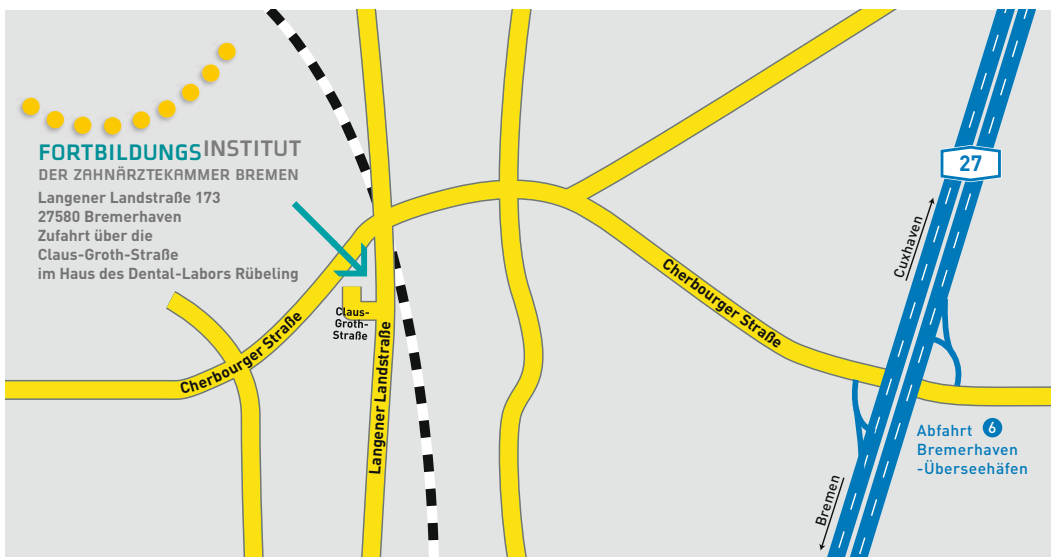 FORTBILDUNGSINSTITUT
DER ZAHNÄRZTEKAMMER BREMEN
Langener Landstraße 173
27580 Bremerhaven
Zufahrt über die
Claus-Groth-Straße
im Haus des Dental-Labors Rübeling
27
Cuxhaven
Cherbourger Straße
Claus-
Groth-
Straße
Cherbourger Straße
Langener Landstraße
Abfahrt 6
Bremerhaven
-Überseehäfen
Bremen